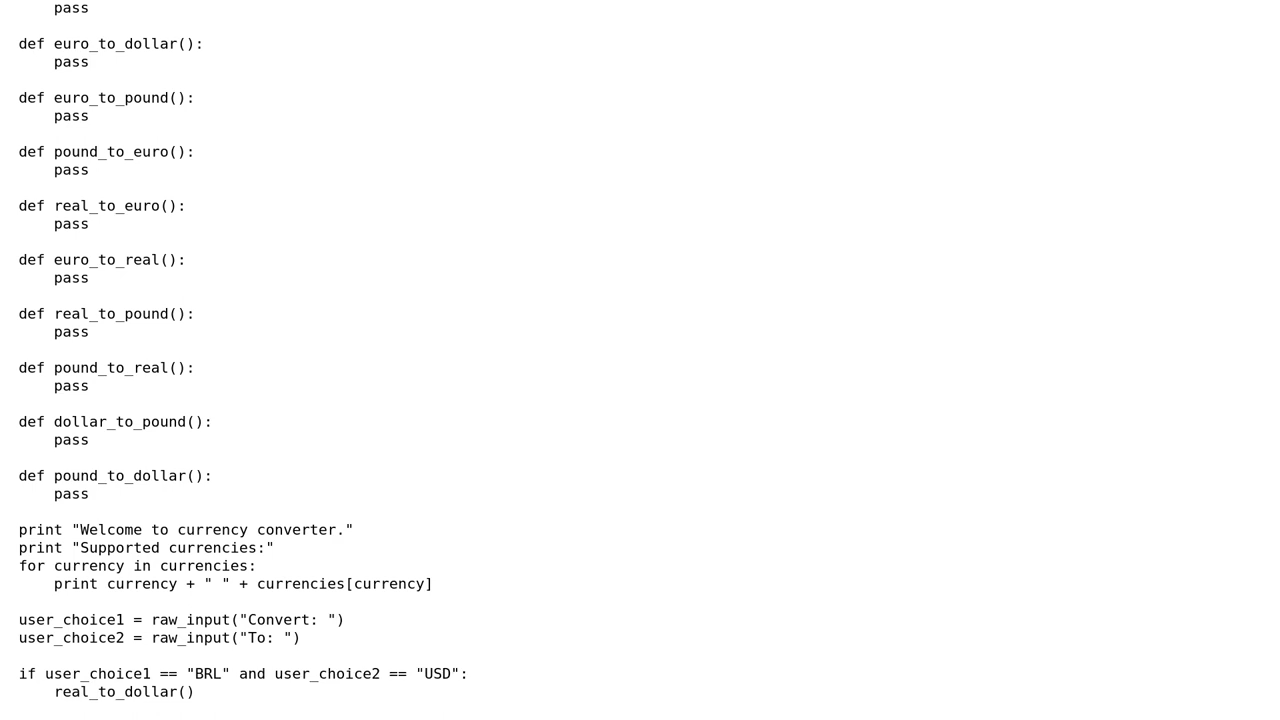 pass

def euro_to_dollar():
    pass

def euro_to_pound():
    pass

def pound_to_euro():
    pass

def real_to_euro():
    pass

def euro_to_real():
    pass

def real_to_pound():
    pass

def pound_to_real():
    pass

def dollar_to_pound():
    pass

def pound_to_dollar():
    pass

print "Welcome to currency converter."
print "Supported currencies:"
for currency in currencies:
    print currency + " " + currencies[currency]

user_choice1 = raw_input("Convert: ")
user_choice2 = raw_input("To: ")

if user_choice1 == "BRL" and user_choice2 == "USD":
    real_to_dollar()